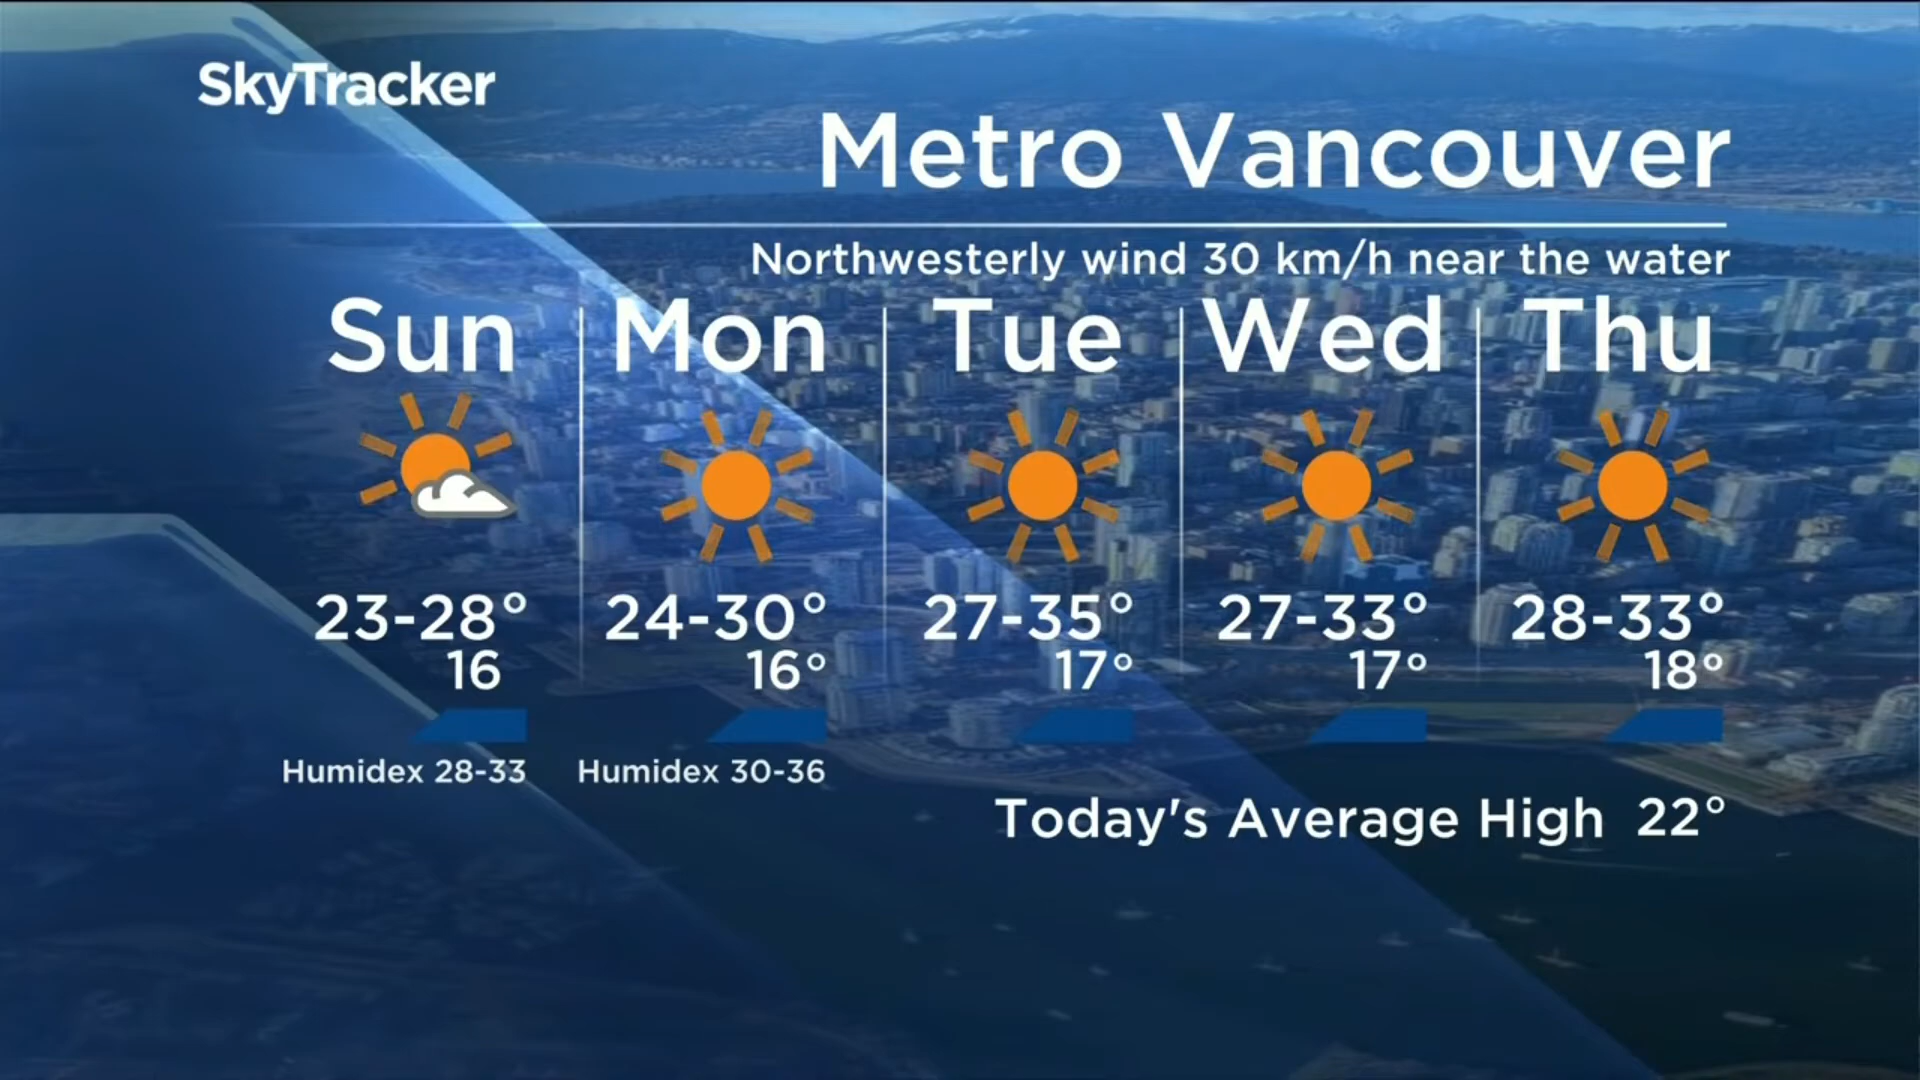 SkyTracker
Metro Vancouver
Northwesterly wind 30 km/h near the water
Sun Mon Tue Wed Thu
23-28° 24-30° 27-35° 27-33° 28-33°
16 16° 17° 17° 18°
Humidex 28-33 Humidex 30-36
Today's Average High 22°